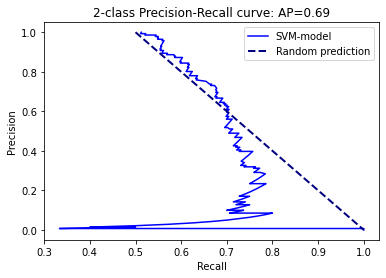 2-class Precision-Recall curve: AP=0.69
SVM-model
Random prediction
Precision
1.0
0.8
0.6
0.4
0.2
0.0
0.3 0.4 0.5 0.6 0.7 0.8 0.9 1.0
Recall